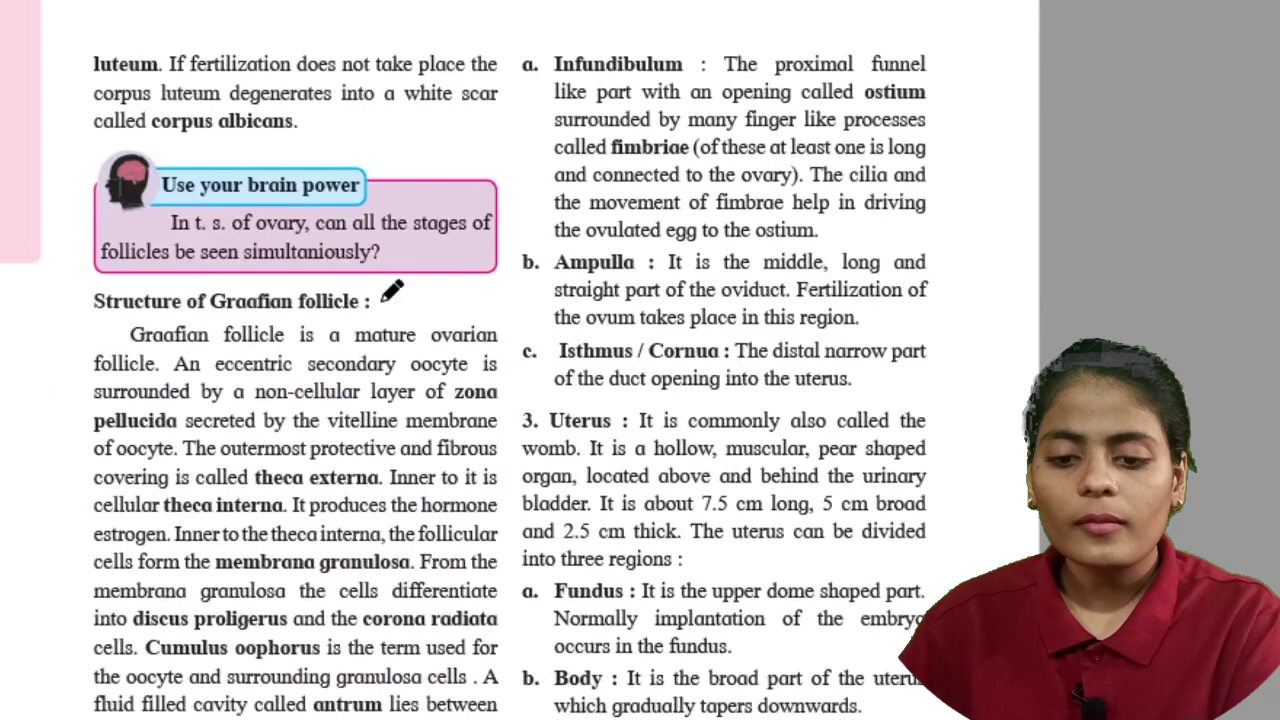 luteum. If fertilization does not take place the
corpus luteum degenerates into a white scar
called corpus albicans.
Use your brain power
In t. s. of ovary, can all the stages of
follicles be seen simultaniously?
Structure of Graafian follicle :
Graafian follicle is a mature ovarian
follicle. An eccentric secondary oocyte is
surrounded by a non-cellular layer of zona
pellucida secreted by the vitelline membrane
of oocyte. The outermost protective and fibrous
covering is called theca externa. Inner to it is
cellular theca interna. It produces the hormone
estrogen. Inner to the theca interna, the follicular
cells form the membrana granulosa. From the
membrana granulosa the cells differentiate
into discus proligerus and the corona radiata
cells. Cumulus oophorus is the term used for
the oocyte and surrounding granulosa cells . A
fluid filled cavity called antrum lies between
a. Infundibulum : The proximal funnel
like part with an opening called ostium
surrounded by many finger like processes
called fimbriae (of these at least one is long
and connected to the ovary). The cilia and
the movement of fimbrae help in driving
the ovulated egg to the ostium.
b. Ampulla : It is the middle, long and
straight part of the oviduct. Fertilization of
the ovum takes place in this region.
c. Isthmus / Cornua : The distal narrow part
of the duct opening into the uterus.
3. Uterus : It is commonly also called the
womb. It is a hollow, muscular, pear shaped
organ, located above and behind the urinary
bladder. It is about 7.5 cm long, 5 cm broad
and 2.5 cm thick. The uterus can be divided
into three regions :
a. Fundus : It is the upper dome shaped part.
Normally implantation of the embryo
occurs in the fundus.
b. Body : It is the broad part of the uterus
which gradually tapers downwards.